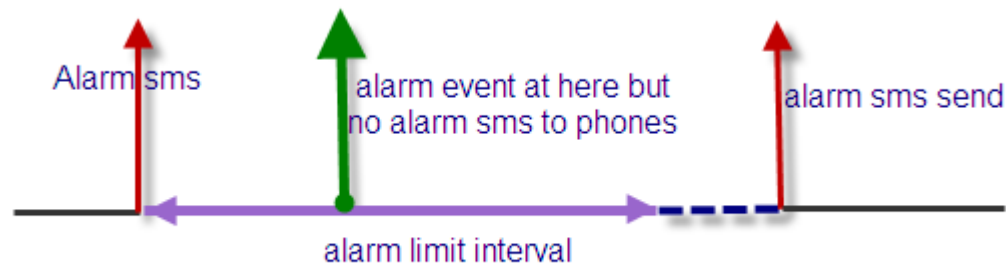 Alarm sms
alarm event at here but
no alarm sms to phones
alarm sms send
alarm limit interval